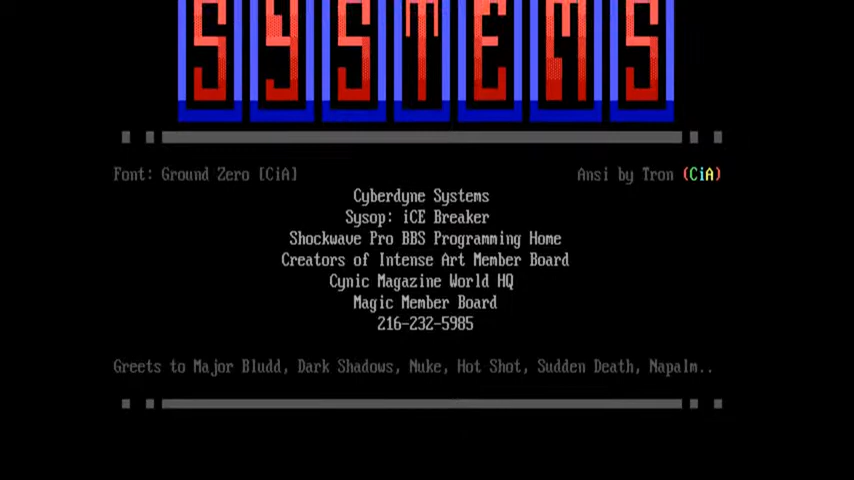 SYSTEMS
Font: Ground Zero [CiA] Ansi by Tron (CiA)
Cyberdyne Systems
Sysop: iCE Breaker
Shockwave Pro BBS Programming Home
Creators of Intense Art Member Board
Cynic Magazine World HQ
Magic Member Board
216-232-5985
Greets to Major Bludd, Dark Shadows, Nuke, Hot Shot, Sudden Death, Napalm..